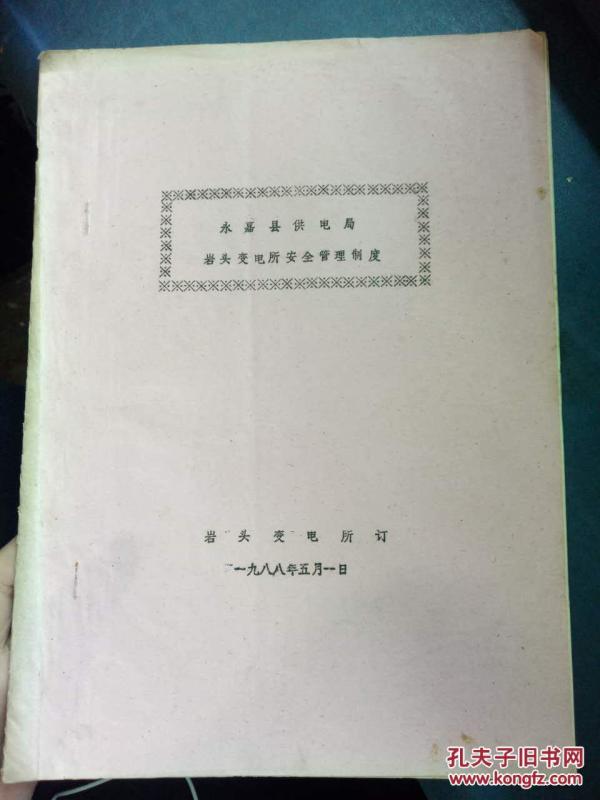 永嘉县供电局
岩头变电所安全管理制度
岩头变电所订
一九八八年五月一日
孔夫子旧书网
www.kongfz.com